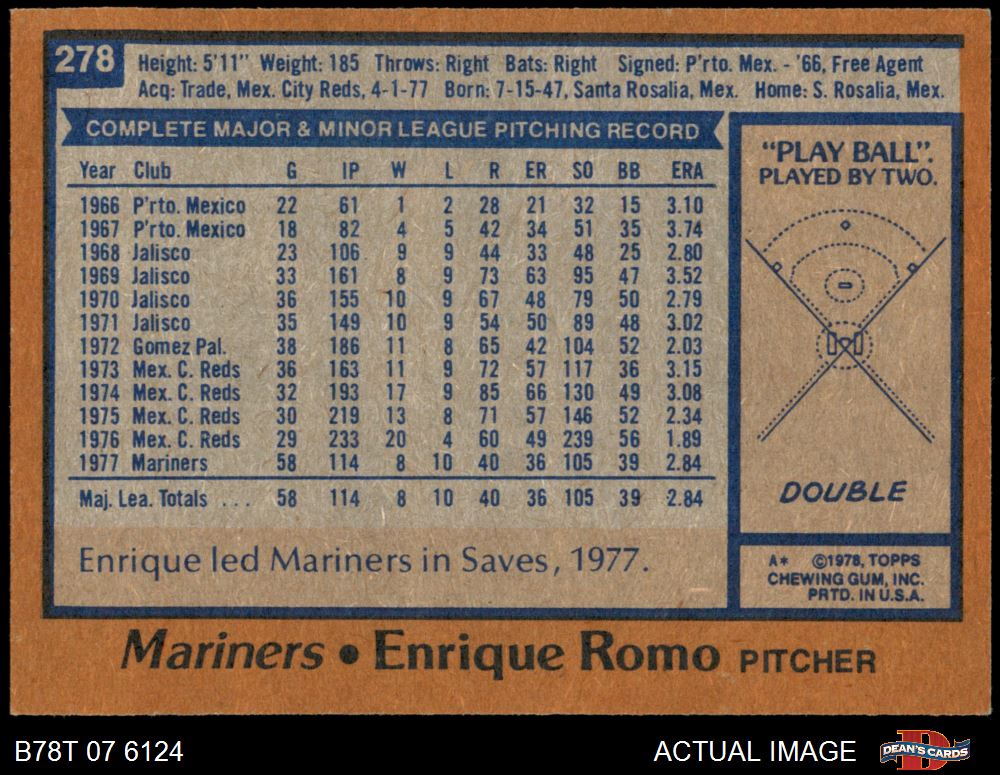 278
Height: 5'11" Weight: 185 Throws: Right Bats: Right Signed: P'rto. Mex. - '66, Free Agent
Acq: Trade, Mex. City Reds, 4-1-77 Born: 7-15-47, Santa Rosalia, Mex. Home: S. Rosalia, Mex.
COMPLETE MAJOR & MINOR LEAGUE PITCHING RECORD
Year Club G IP W L R ER SO BB ERA
1966 P'rto. Mexico 22 61 1 2 28 21 32 15 3.10
1967 P'rto. Mexico 18 82 4 5 42 34 51 35 3.74
1968 Jalisco 23 106 9 9 44 33 48 25 2.80
1969 Jalisco 33 161 8 9 73 63 95 47 3.52
1970 Jalisco 36 155 10 9 67 48 79 50 2.79
1971 Jalisco 35 149 10 9 54 50 89 48 3.02
1972 Gomez Pal. 38 186 11 8 65 42 104 52 2.03
1973 Mex. C. Reds 36 163 11 9 72 57 117 36 3.15
1974 Mex. C. Reds 32 193 17 9 85 66 130 49 3.08
1975 Mex. C. Reds 30 219 13 8 71 57 146 52 2.34
1976 Mex. C. Reds 29 233 20 4 60 49 239 56 1.89
1977 Mariners 58 114 8 10 40 36 105 39 2.84
Maj. Lea. Totals . . . 58 114 8 10 40 36 105 39 2.84
Enrique led Mariners in Saves, 1977.
"PLAY BALL".
PLAYED BY TWO.
DOUBLE
A* ©1978, TOPPS
CHEWING GUM, INC.
PRTD. IN U.S.A.
Mariners • Enrique Romo PITCHER
B78T 07 6124
ACTUAL IMAGE
DEAN'S CARDS